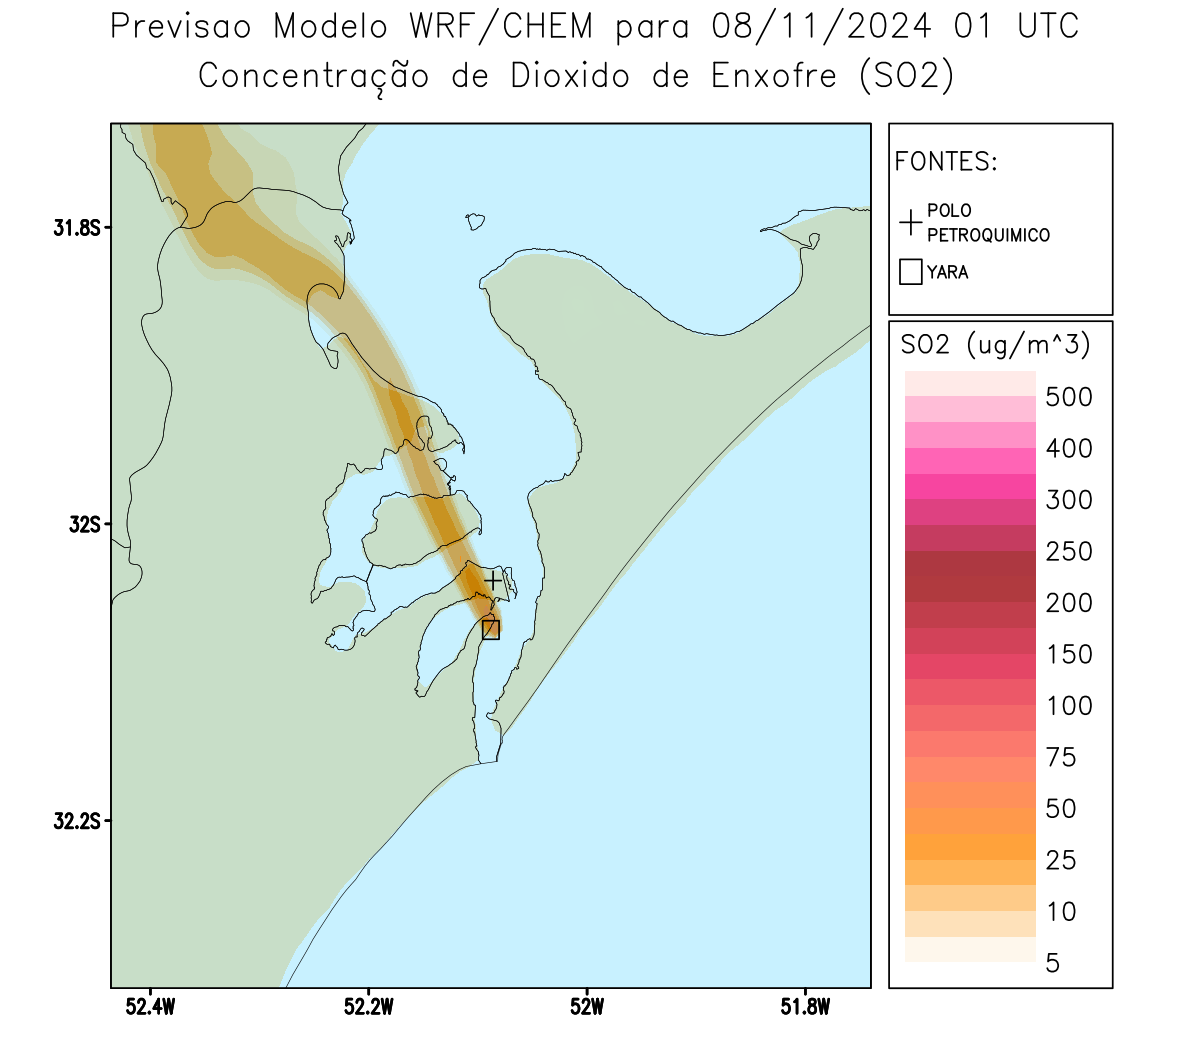 Previsao Modelo WRF/CHEM para 08/11/2024 01 UTC
Concentração de Dioxido de Enxofre (SO2)
FONTES:
POLO
PETROQUIMICO
YARA
SO2 (ug/m^3)
500
400
300
250
200
150
100
75
50
25
10
5
31.8S
32S
32.2S
52.4W
52.2W
52W
51.8W